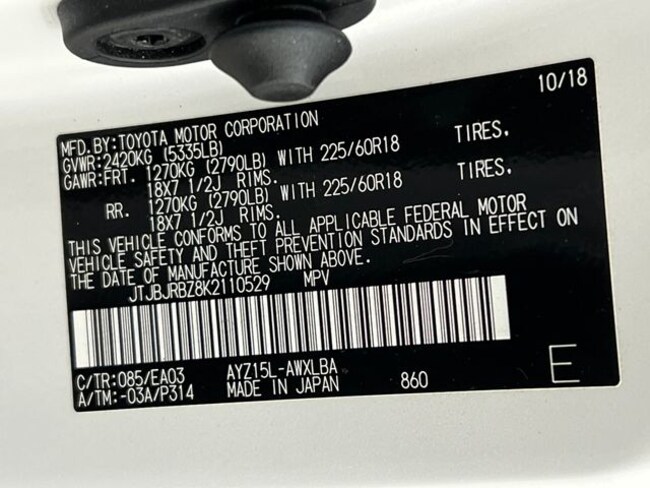 10/18
MFD.BY:TOYOTA MOTOR CORPORATION
GVWR:2420KG (5335LB)
GAWR:FRT. 1270KG (2790LB) WITH 225/60R18 TIRES,
18X7 1/2J RIMS.
RR. 1270KG (2790LB) WITH 225/60R18 TIRES,
18X7 1/2J RIMS.
THIS VEHICLE CONFORMS TO ALL APPLICABLE FEDERAL MOTOR
VEHICLE SAFETY AND THEFT PREVENTION STANDARDS IN EFFECT ON
THE DATE OF MANUFACTURE SHOWN ABOVE.
JTJBJRBZ8K2110529 MPV
C/TR:085/EA03 AYZ15L-AWXLBA
A/TM:-03A/P314 MADE IN JAPAN 860 E